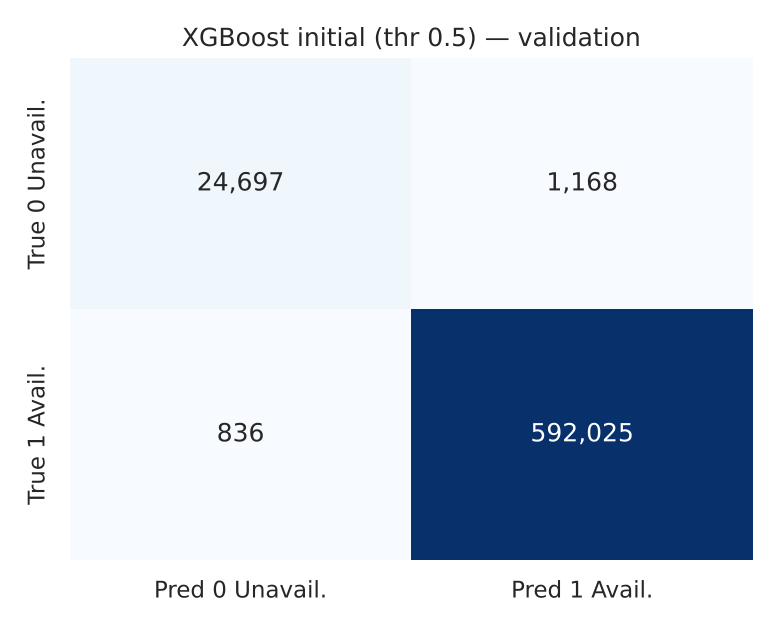 XGBoost initial (thr 0.5) — validation
True 0 Unavail.
24,697
1,168
True 1 Avail.
836
592,025
Pred 0 Unavail.
Pred 1 Avail.